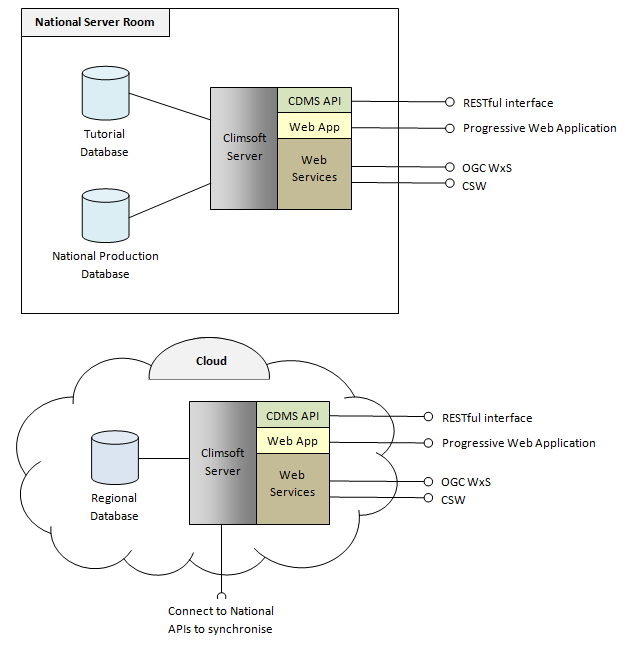 National Server Room
CDMS API
RESTful interface
Web App
Progressive Web Application
Climsoft
Server
Tutorial
Database
Web
Services
OGC WxS
CSW
National Production
Database
Cloud
CDMS API
RESTful interface
Web App
Progressive Web Application
Climsoft
Server
Web
Services
OGC WxS
CSW
Regional
Database
Connect to National
APIs to synchronise